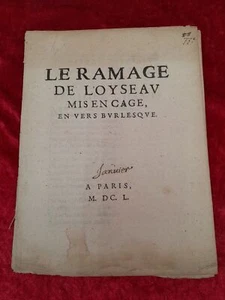 LE RAMAGE
DE L'OYSEAV
MIS EN CAGE,
EN VERS BVRLESQVE.
Janvier
A PARIS,
M. DC. L.